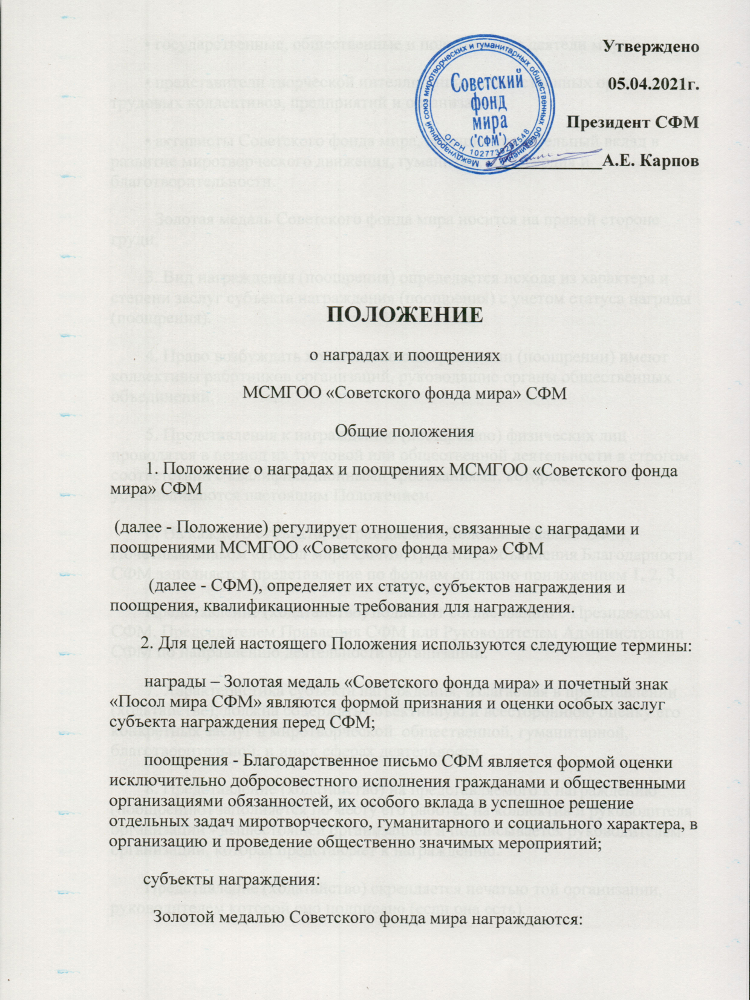 Утверждено
05.04.2021г.
Президент СФМ
А.Е. Карпов
Международный союз миротворческих и гуманитарных общественных объединений
Советский
фонд
мира
("СФМ")
ОГРН
ПОЛОЖЕНИЕ
о наградах и поощрениях
МСМГОО «Советского фонда мира» СФМ
Общие положения
1. Положение о наградах и поощрениях МСМГОО «Советского фонда
мира» СФМ
(далее - Положение) регулирует отношения, связанные с наградами и
поощрениями МСМГОО «Советского фонда мира» СФМ
(далее - СФМ), определяет их статус, субъектов награждения и
поощрения, квалификационные требования для награждения.
2. Для целей настоящего Положения используются следующие термины:
награды – Золотая медаль «Советского фонда мира» и почетный знак
«Посол мира СФМ» являются формой признания и оценки особых заслуг
субъекта награждения перед СФМ;
поощрения - Благодарственное письмо СФМ является формой оценки
исключительно добросовестного исполнения гражданами и общественными
организациями обязанностей, их особого вклада в успешное решение
отдельных задач миротворческого, гуманитарного и социального характера, в
организацию и проведение общественно значимых мероприятий;
субъекты награждения:
Золотой медалью Советского фонда мира награждаются: